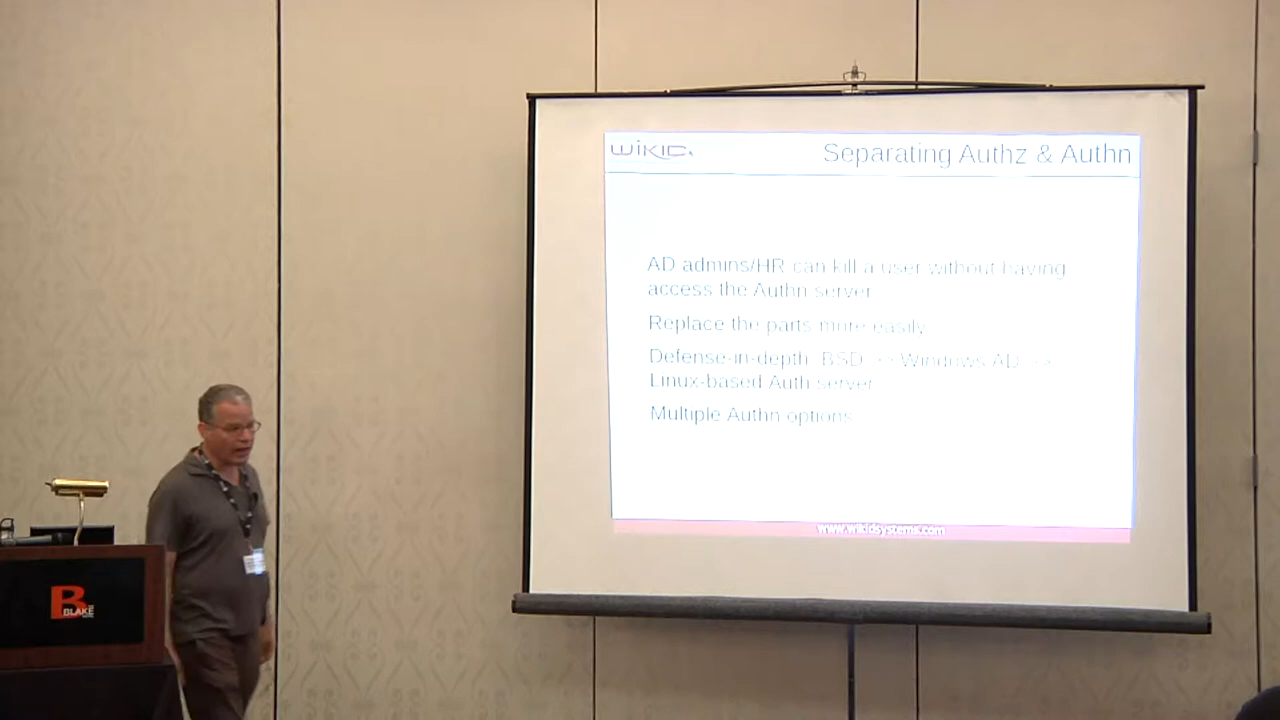 WiKID
Separating Authz & Authn
AD admins/HR can kill a user without having
access the Authn server
Replace the parts more easily
Defense-in-depth: BSD >> Windows AD >>
Linux-based Auth server
Multiple Authn options
www.wikidsystems.com
B
BLAKE